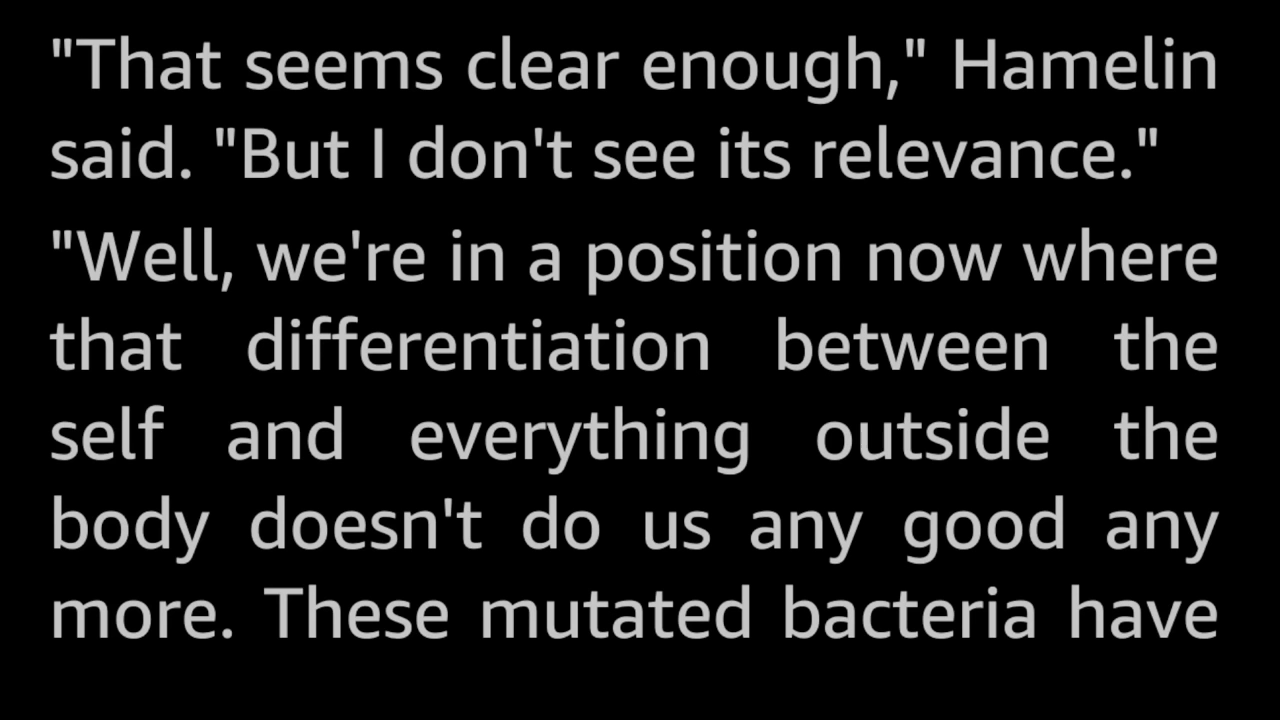 "That seems clear enough," Hamelin
said. "But I don't see its relevance."
"Well, we're in a position now where
that differentiation between the
self and everything outside the
body doesn't do us any good any
more. These mutated bacteria have